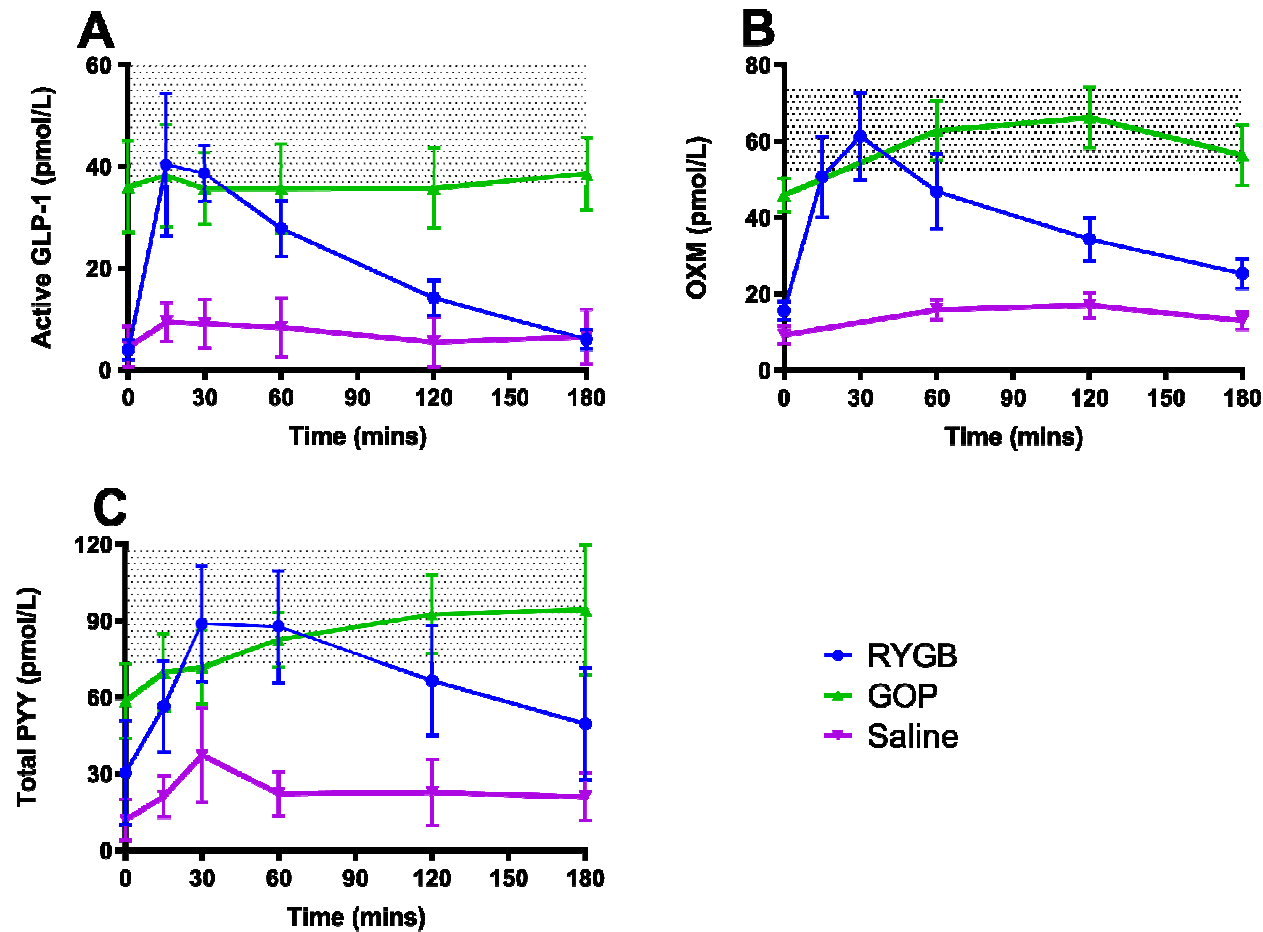 A
Active GLP-1 (pmol/L)
60
40
20
0
0 30 60 90 120 150 180
Time (mins)
B
OXM (pmol/L)
80
60
40
20
0
0 30 60 90 120 150 180
Time (mins)
C
Total PYY (pmol/L)
120
90
60
30
0
0 30 60 90 120 150 180
Time (mins)
RYGB
GOP
Saline